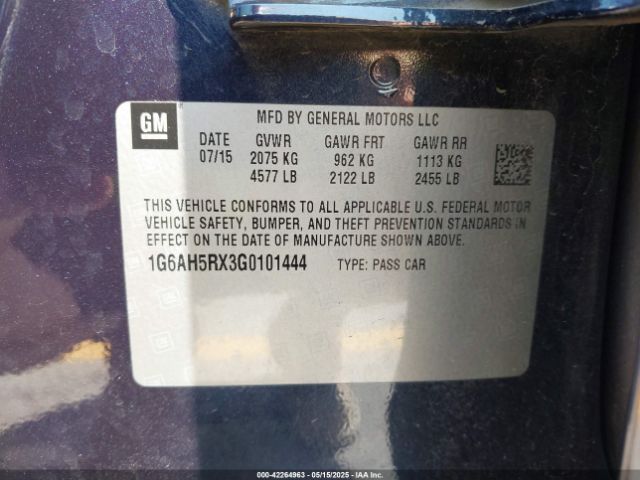 GM
MFD BY GENERAL MOTORS LLC
DATE GVWR GAWR FRT GAWR RR
07/15 2075 KG 962 KG 1113 KG
4577 LB 2122 LB 2455 LB
THIS VEHICLE CONFORMS TO ALL APPLICABLE U.S. FEDERAL MOTOR
VEHICLE SAFETY, BUMPER, AND THEFT PREVENTION STANDARDS IN
EFFECT ON THE DATE OF MANUFACTURE SHOWN ABOVE.
1G6AH5RX3G0101444 TYPE: PASS CAR
000-42264963 05/15/2025 IAA Inc.